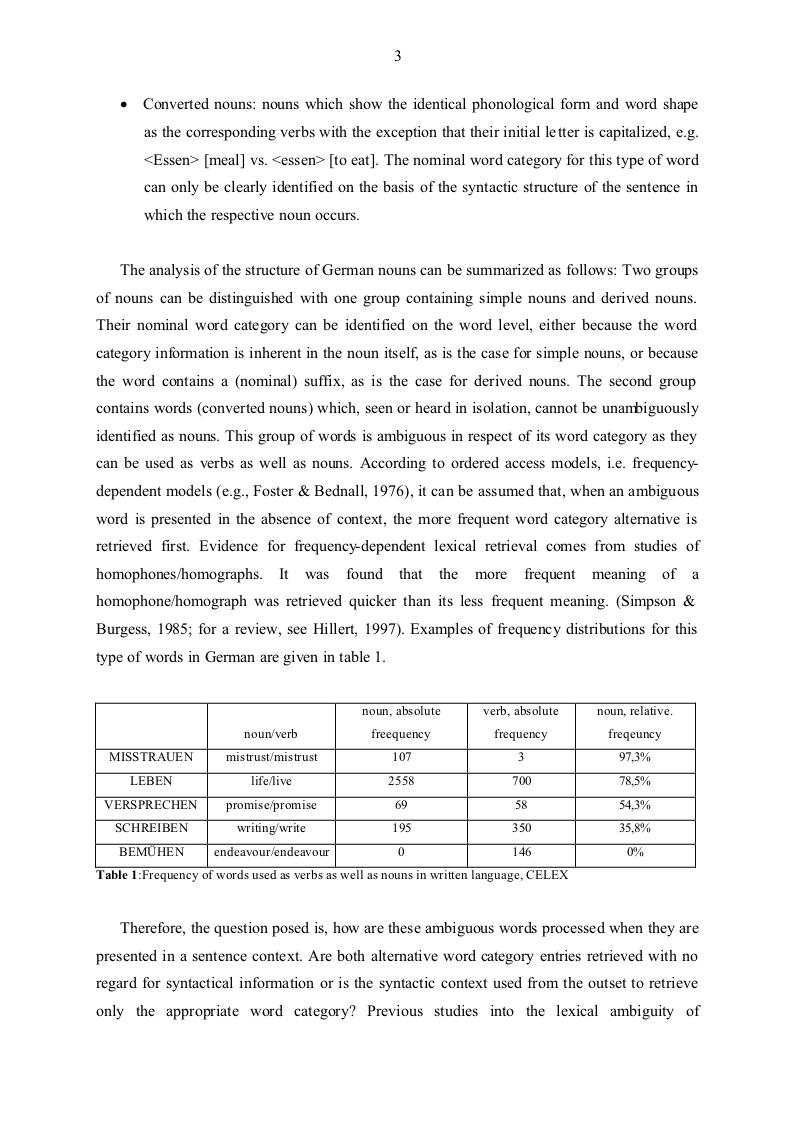 3
• Converted nouns: nouns which show the identical phonological form and word shape
as the corresponding verbs with the exception that their initial letter is capitalized, e.g.
<Essen> [meal] vs. <essen> [to eat]. The nominal word category for this type of word
can only be clearly identified on the basis of the syntactic structure of the sentence in
which the respective noun occurs.
The analysis of the structure of German nouns can be summarized as follows: Two groups
of nouns can be distinguished with one group containing simple nouns and derived nouns.
Their nominal word category can be identified on the word level, either because the word
category information is inherent in the noun itself, as is the case for simple nouns, or because
the word contains a (nominal) suffix, as is the case for derived nouns. The second group
contains words (converted nouns) which, seen or heard in isolation, cannot be unambiguously
identified as nouns. This group of words is ambiguous in respect of its word category as they
can be used as verbs as well as nouns. According to ordered access models, i.e. frequency-
dependent models (e.g., Foster & Bednall, 1976), it can be assumed that, when an ambiguous
word is presented in the absence of context, the more frequent word category alternative is
retrieved first. Evidence for frequency-dependent lexical retrieval comes from studies of
homophones/homographs. It was found that the more frequent meaning of a
homophone/homograph was retrieved quicker than its less frequent meaning. (Simpson &
Burgess, 1985; for a review, see Hillert, 1997). Examples of frequency distributions for this
type of words in German are given in table 1.
noun, absolute verb, absolute noun, relative.
noun/verb freequency frequency freqeuncy
MISSTRAUEN mistrust/mistrust 107 3 97,3%
LEBEN life/live 2558 700 78,5%
VERSPRECHEN promise/promise 69 58 54,3%
SCHREIBEN writing/write 195 350 35,8%
BEMÜHEN endeavour/endeavour 0 146 0%
Table 1:Frequency of words used as verbs as well as nouns in written language, CELEX
Therefore, the question posed is, how are these ambiguous words processed when they are
presented in a sentence context. Are both alternative word category entries retrieved with no
regard for syntactical information or is the syntactic context used from the outset to retrieve
only the appropriate word category? Previous studies into the lexical ambiguity of